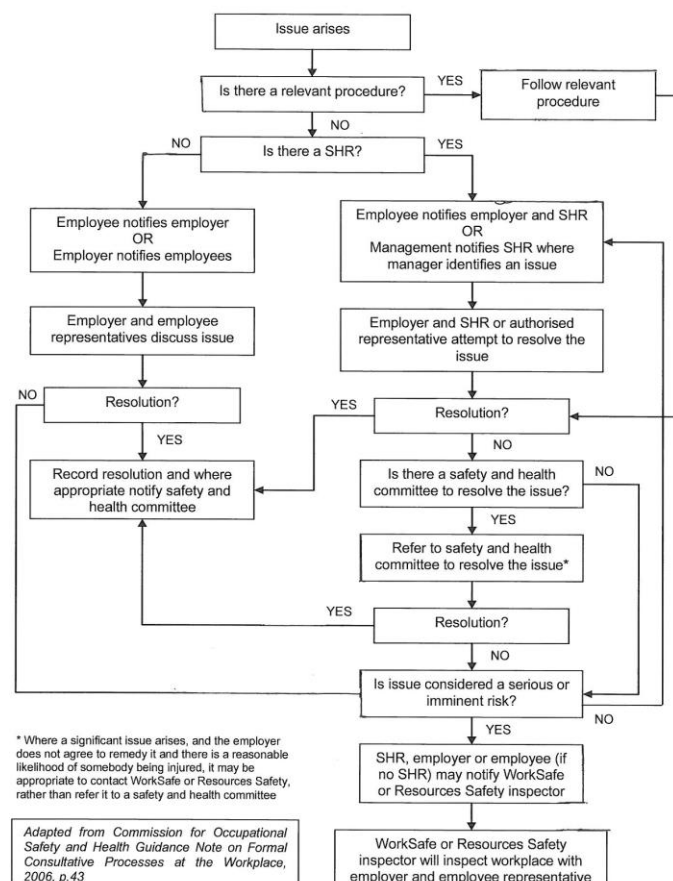 Issue arises
Is there a relevant procedure?
YES
Follow relevant
procedure
NO
Is there a SHR?
NO
YES
Employee notifies employer
OR
Employer notifies employees
Employee notifies employer and SHR
OR
Management notifies SHR where
manager identifies an issue
Employer and employee
representatives discuss issue
Employer and SHR or authorised
representative attempt to resolve the
issue
NO
Resolution?
YES
YES
Resolution?
NO
Record resolution and where
appropriate notify safety and
health committee
Is there a safety and health
committee to resolve the issue?
NO
YES
Refer to safety and health
committee to resolve the issue*
YES
Resolution?
NO
Is issue considered a serious or
imminent risk?
NO
YES
* Where a significant issue arises, and the employer
does not agree to remedy it and there is a reasonable
likelihood of somebody being injured, it may be
appropriate to contact WorkSafe or Resources Safety,
rather than refer it to a safety and health committee
SHR, employer or employee (if
no SHR) may notify WorkSafe
or Resources Safety inspector
Adapted from Commission for Occupational
Safety and Health Guidance Note on Formal
Consultative Processes at the Workplace,
2006, p.43
WorkSafe or Resources Safety
inspector will inspect workplace with
employer and employee representative